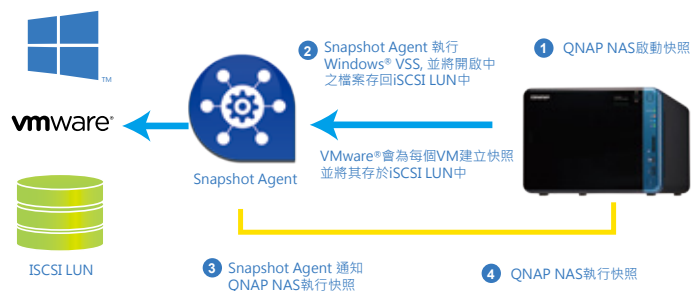 1 QNAP NAS啟動快照
2 Snapshot Agent 執行
Windows® VSS, 並將開啟中
之檔案存回iSCSI LUN中
TM
vmware®
VMware®會為每個VM建立快照
並將其存於iSCSI LUN中
Snapshot Agent
ISCSI LUN
3 Snapshot Agent 通知
QNAP NAS執行快照
4 QNAP NAS執行快照